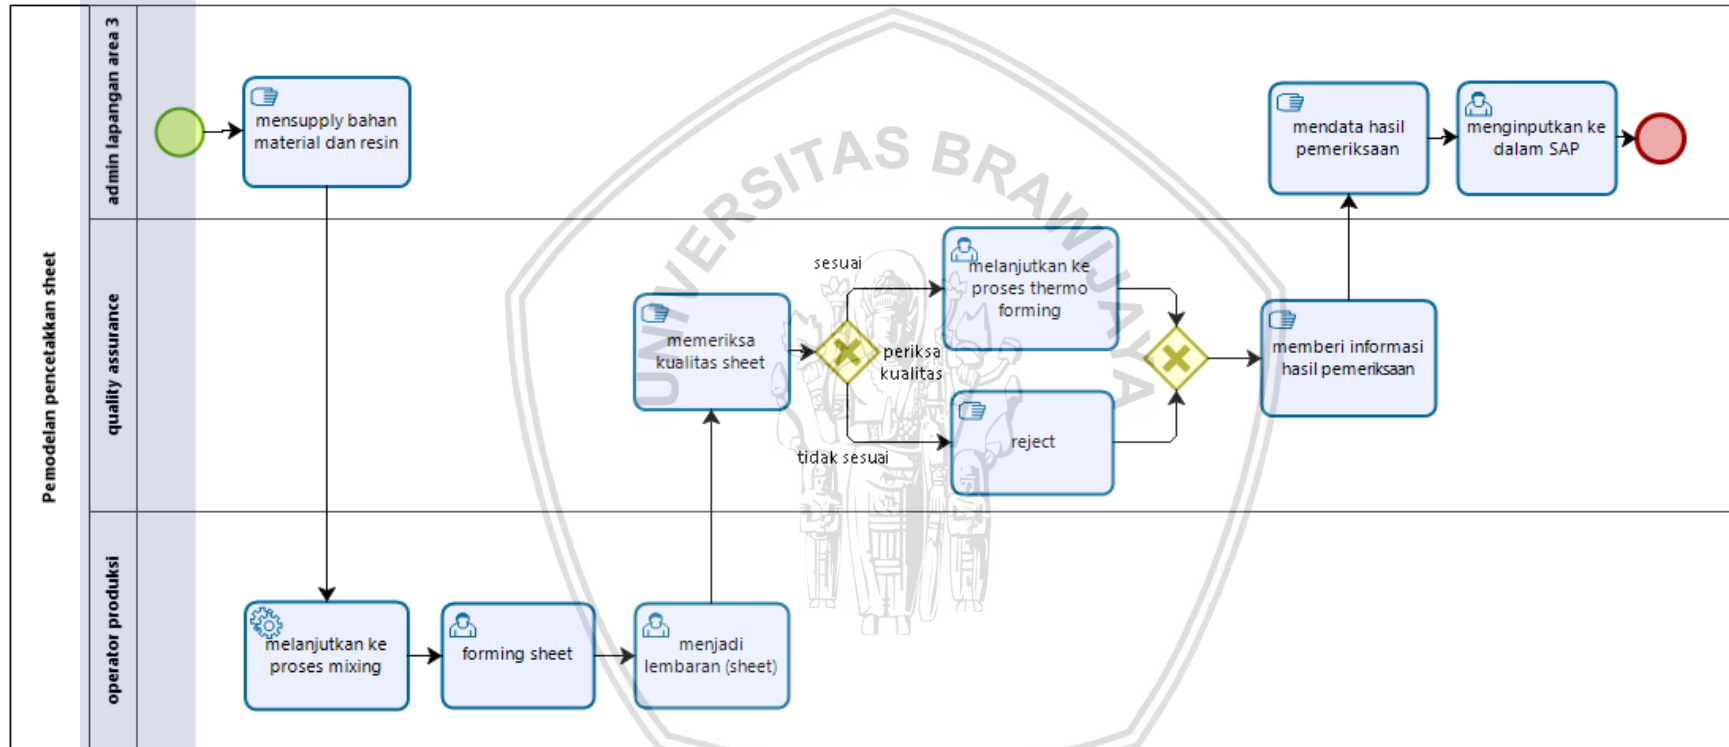 Pemodelan pencetakkan sheet
admin lapangan area 3
mensupply bahan
material dan resin
mendata hasil
pemeriksaan
menginputkan ke
dalam SAP
UNIVERSITAS BRAWIJAYA
quality assurance
memeriksa
kualitas sheet
sesuai
periksa
kualitas
tidak sesuai
melanjutkan ke
proses thermo
forming
reject
memberi informasi
hasil pemeriksaan
operator produksi
melanjutkan ke
proses mixing
forming sheet
menjadi
lembaran (sheet)